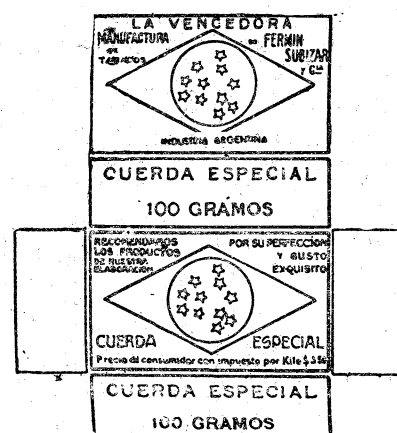 LA VENCEDORA
MANUFACTURA
DE
TABACOS
DE FERMIN
SUBIZAR
Y Cia
INDUSTRIA ARGENTINA
CUERDA ESPECIAL
100 GRAMOS
RECOMENDAMOS
LOS PRODUCTOS
DE NUESTRA
ELABORACION
POR SU PERFECCION
Y GUSTO
EXQUISITO
CUERDA ESPECIAL
Precio al consumidor con impuesto por Kilo $
CUERDA ESPECIAL
100 GRAMOS